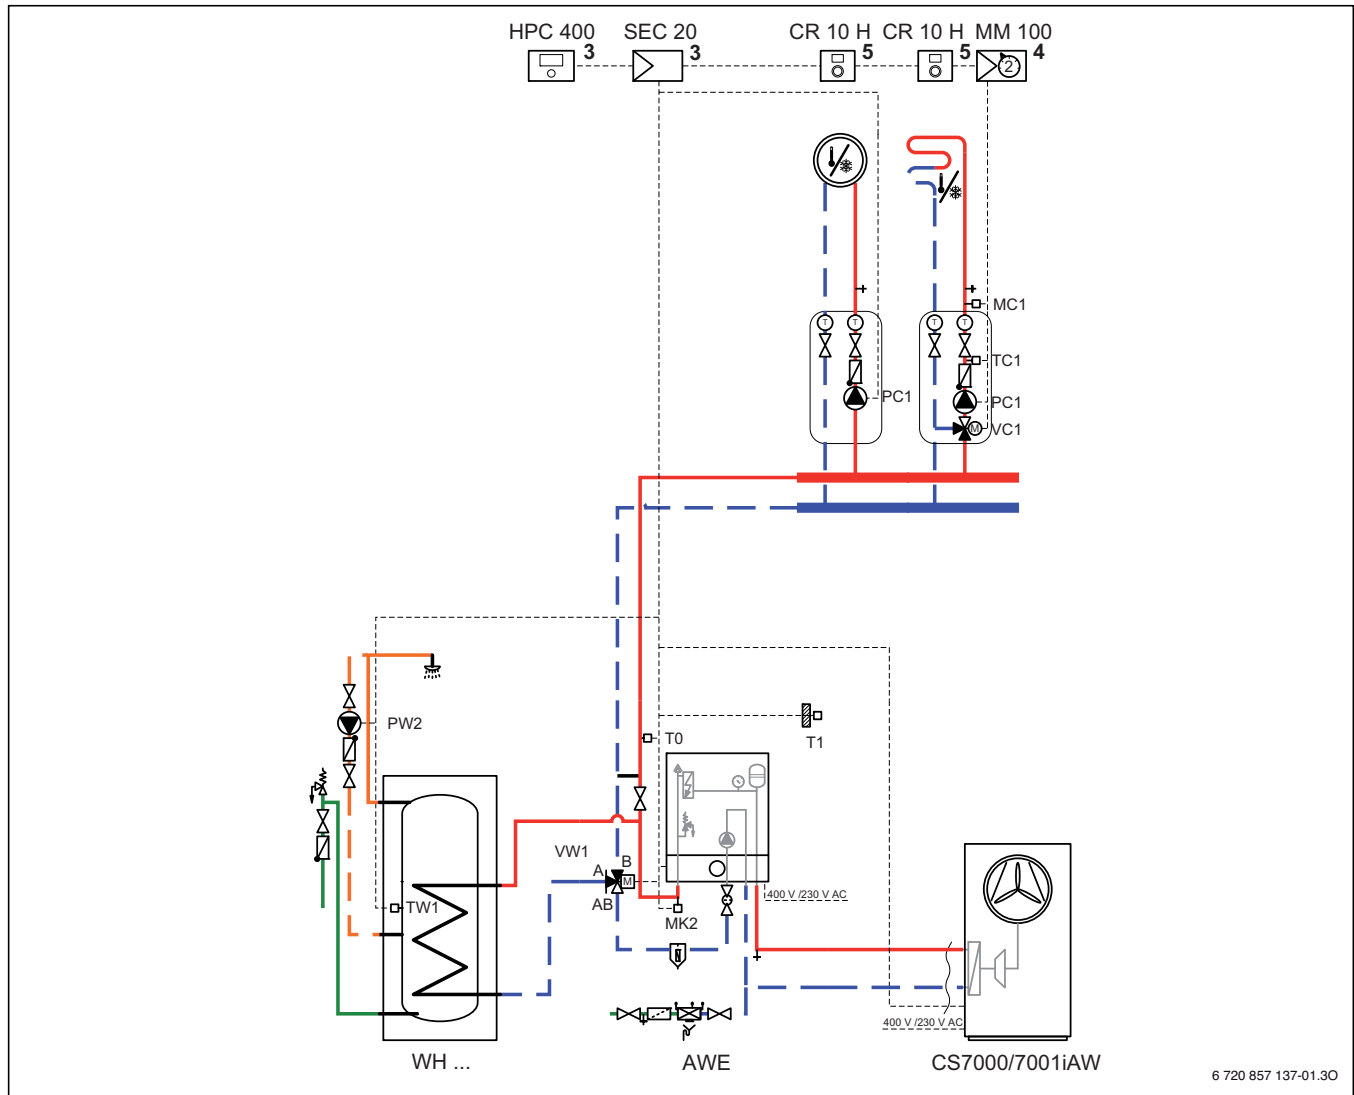 HPC 400 SEC 20 CR 10 H CR 10 H MM 100
3 3 5 5 4
2
MC1
T T T T
TC1
PC1 PC1
M VC1
PW2
T0 T1
VW1
A B
M
AB
TW1
MK2
400 V /230 V AC
400 V /230 V AC
WH ... AWE CS7000/7001iAW
6 720 857 137-01.3O